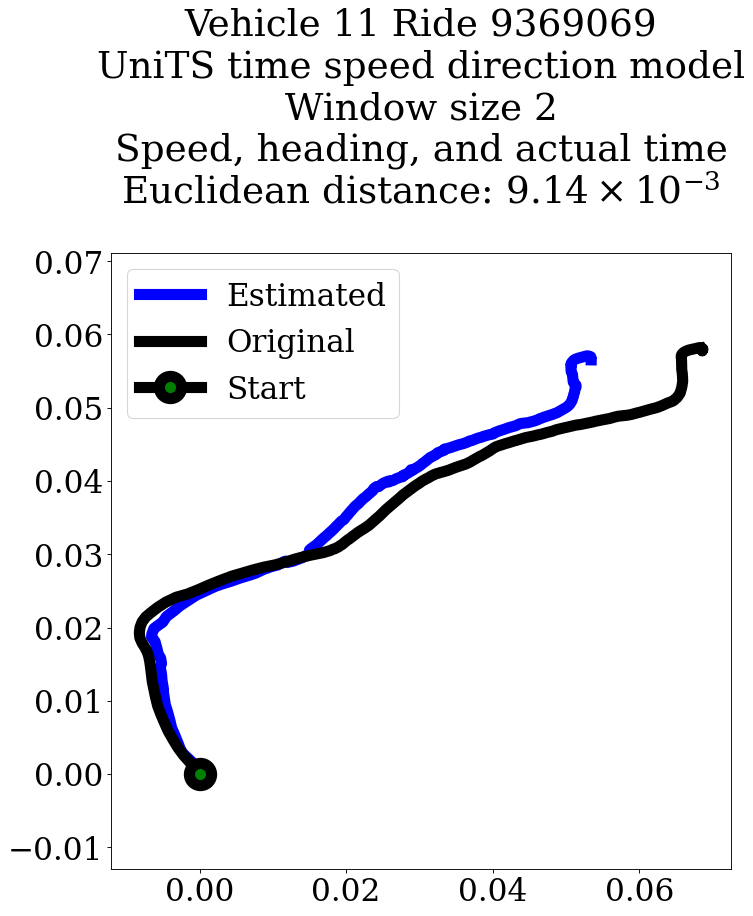 Vehicle 11 Ride 9369069
UniTS time speed direction model
Window size 2
Speed, heading, and actual time
Euclidean distance: 9.14 × 10⁻³
0.07
0.06
0.05
0.04
0.03
0.02
0.01
0.00
−0.01
Estimated
Original
Start
0.00 0.02 0.04 0.06